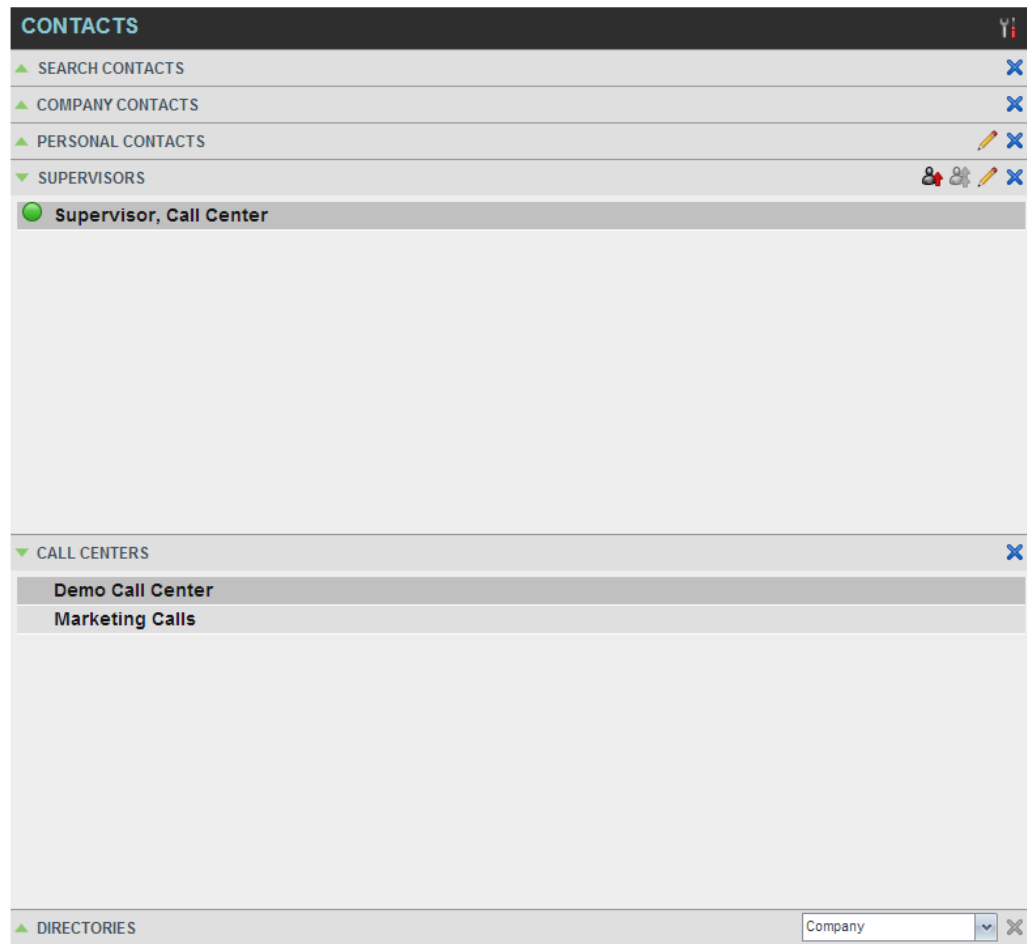 CONTACTS
SEARCH CONTACTS
COMPANY CONTACTS
PERSONAL CONTACTS
SUPERVISORS
Supervisor, Call Center
CALL CENTERS
Demo Call Center
Marketing Calls
DIRECTORIES Company